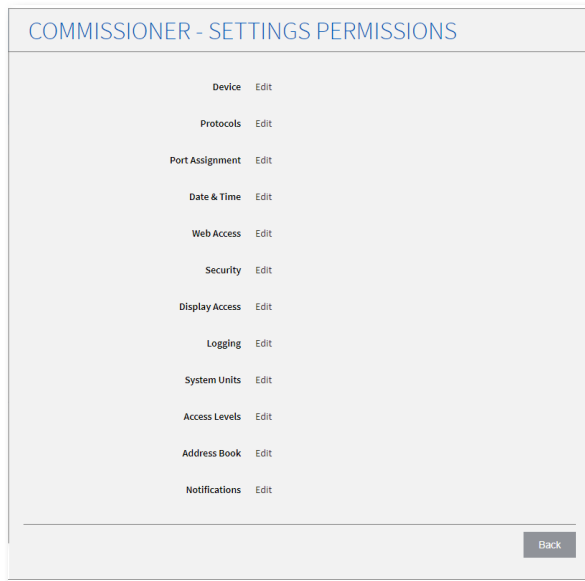 COMMISSIONER - SETTINGS PERMISSIONS
Device Edit
Protocols Edit
Port Assignment Edit
Date & Time Edit
Web Access Edit
Security Edit
Display Access Edit
Logging Edit
System Units Edit
Access Levels Edit
Address Book Edit
Notifications Edit
Back